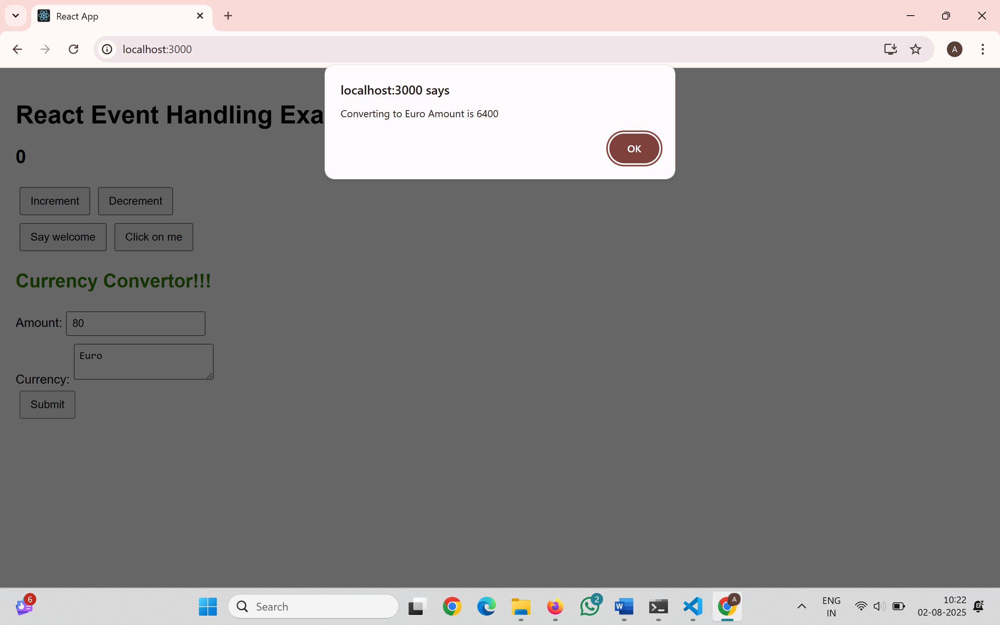 React App
localhost:3000
localhost:3000 says
Converting to Euro Amount is 6400
OK
React Event Handling Exa
0
Increment Decrement
Say welcome Click on me
Currency Convertor!!!
Amount: 80
Euro
Currency:
Submit
6
Search
2
W
A
A
ENG
IN
10:22
02-08-2025